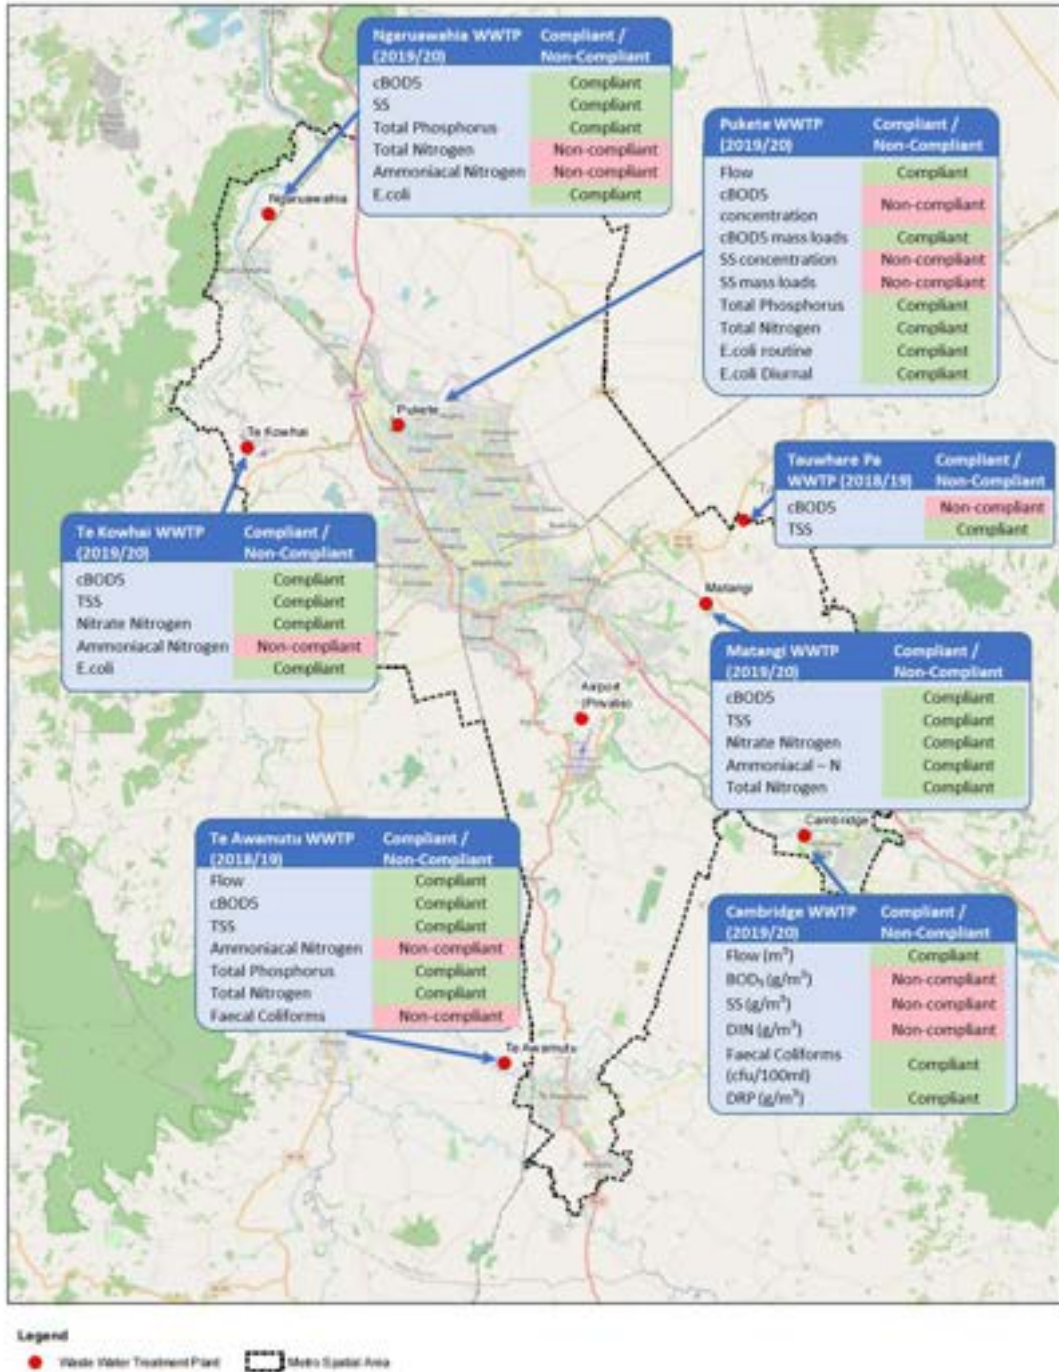 Ngaruawahia WWTP (2019/20) Compliant / Non-Compliant
cBOD5 Compliant
SS Compliant
Total Phosphorus Compliant
Total Nitrogen Non-compliant
Ammoniacal Nitrogen Non-compliant
E.coli Compliant
Pukete WWTP (2019/20) Compliant / Non-Compliant
Flow Compliant
cBOD5 concentration Non-compliant
cBOD5 mass loads Compliant
SS concentration Non-compliant
SS mass loads Non-compliant
Total Phosphorus Compliant
Total Nitrogen Compliant
E.coli routine Compliant
E.coli Diurnal Compliant
Ngaruawahia
Pukete
Te Kowhai
Tauwhare Pa WWTP (2018/19) Compliant / Non-Compliant
cBOD5 Non-compliant
TSS Compliant
Te Kowhai WWTP (2019/20) Compliant / Non-Compliant
cBOD5 Compliant
TSS Compliant
Nitrate Nitrogen Compliant
Ammoniacal Nitrogen Non-compliant
E.coli Compliant
Matangi
Matangi WWTP (2019/20) Compliant / Non-Compliant
cBOD5 Compliant
TSS Compliant
Nitrate Nitrogen Compliant
Ammoniacal – N Compliant
Total Nitrogen Compliant
Airport
(Private)
Cambridge
Te Awamutu WWTP (2018/19) Compliant / Non-Compliant
Flow Compliant
cBOD5 Compliant
TSS Compliant
Ammoniacal Nitrogen Non-compliant
Total Phosphorus Compliant
Total Nitrogen Compliant
Faecal Coliforms Non-compliant
Cambridge WWTP (2019/20) Compliant / Non-Compliant
Flow (m³) Compliant
BOD₅ (g/m³) Non-compliant
SS (g/m³) Non-compliant
DIN (g/m³) Non-compliant
Faecal Coliforms (cfu/100ml) Compliant
DRP (g/m³) Compliant
Te Awamutu
Legend
Waste Water Treatment Plant
Metro Spatial Area